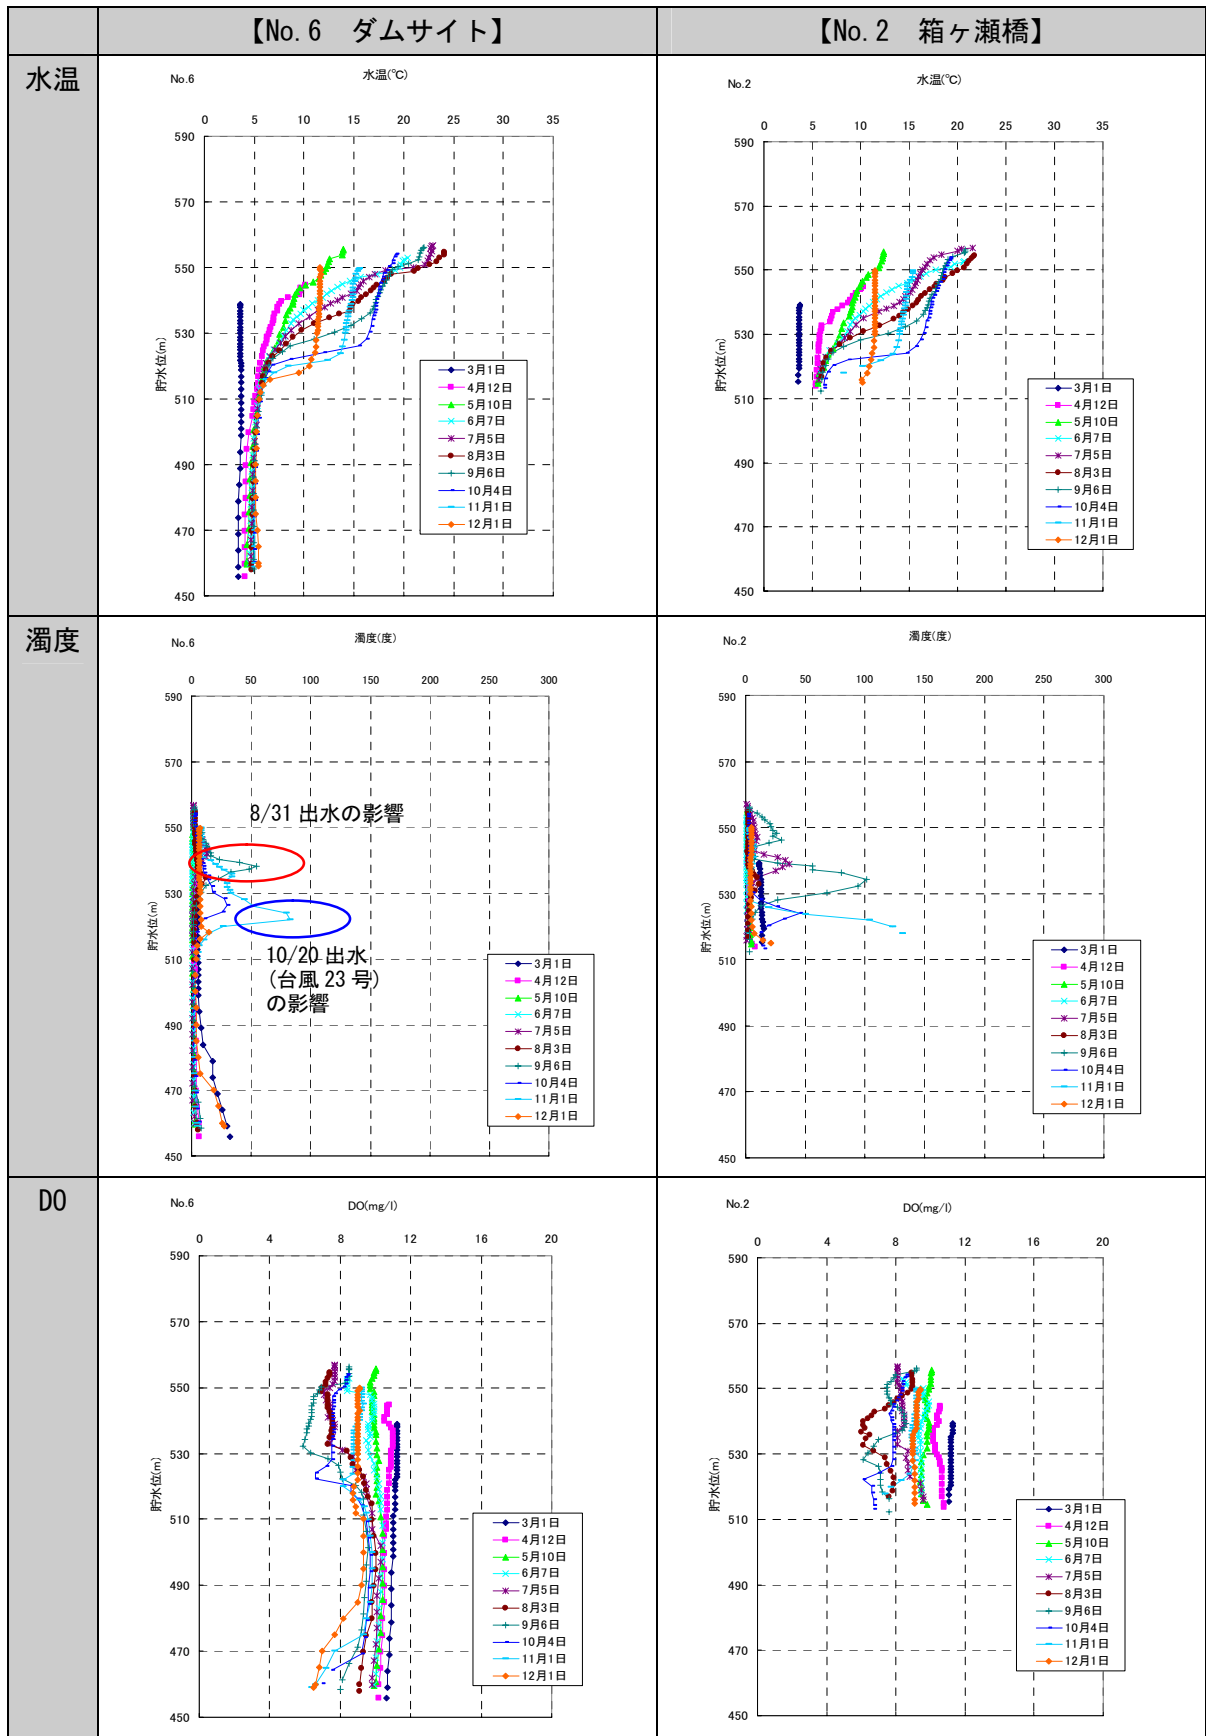 【No.6 ダムサイト】
【No.2 箱ヶ瀬橋】
水温
No.6
水温(℃)
0 5 10 15 20 25 30 35
590
570
550
530
510
490
470
450
貯水位(m)
3月1日
4月12日
5月10日
6月7日
7月5日
8月3日
9月6日
10月4日
11月1日
12月1日
No.2
水温(℃)
0 5 10 15 20 25 30 35
590
570
550
530
510
490
470
450
貯水位(m)
3月1日
4月12日
5月10日
6月7日
7月5日
8月3日
9月6日
10月4日
11月1日
12月1日
濁度
No.6
濁度(度)
0 50 100 150 200 250 300
590
570
550
530
510
490
470
450
貯水位(m)
8/31 出水の影響
10/20 出水
(台風 23 号)
の影響
3月1日
4月12日
5月10日
6月7日
7月5日
8月3日
9月6日
10月4日
11月1日
12月1日
No.2
濁度(度)
0 50 100 150 200 250 300
590
570
550
530
510
490
470
450
貯水位(m)
3月1日
4月12日
5月10日
6月7日
7月5日
8月3日
9月6日
10月4日
11月1日
12月1日
DO
No.6
DO(mg/l)
0 4 8 12 16 20
590
570
550
530
510
490
470
450
貯水位(m)
3月1日
4月12日
5月10日
6月7日
7月5日
8月3日
9月6日
10月4日
11月1日
12月1日
No.2
DO(mg/l)
0 4 8 12 16 20
590
570
550
530
510
490
470
450
貯水位(m)
3月1日
4月12日
5月10日
6月7日
7月5日
8月3日
9月6日
10月4日
11月1日
12月1日